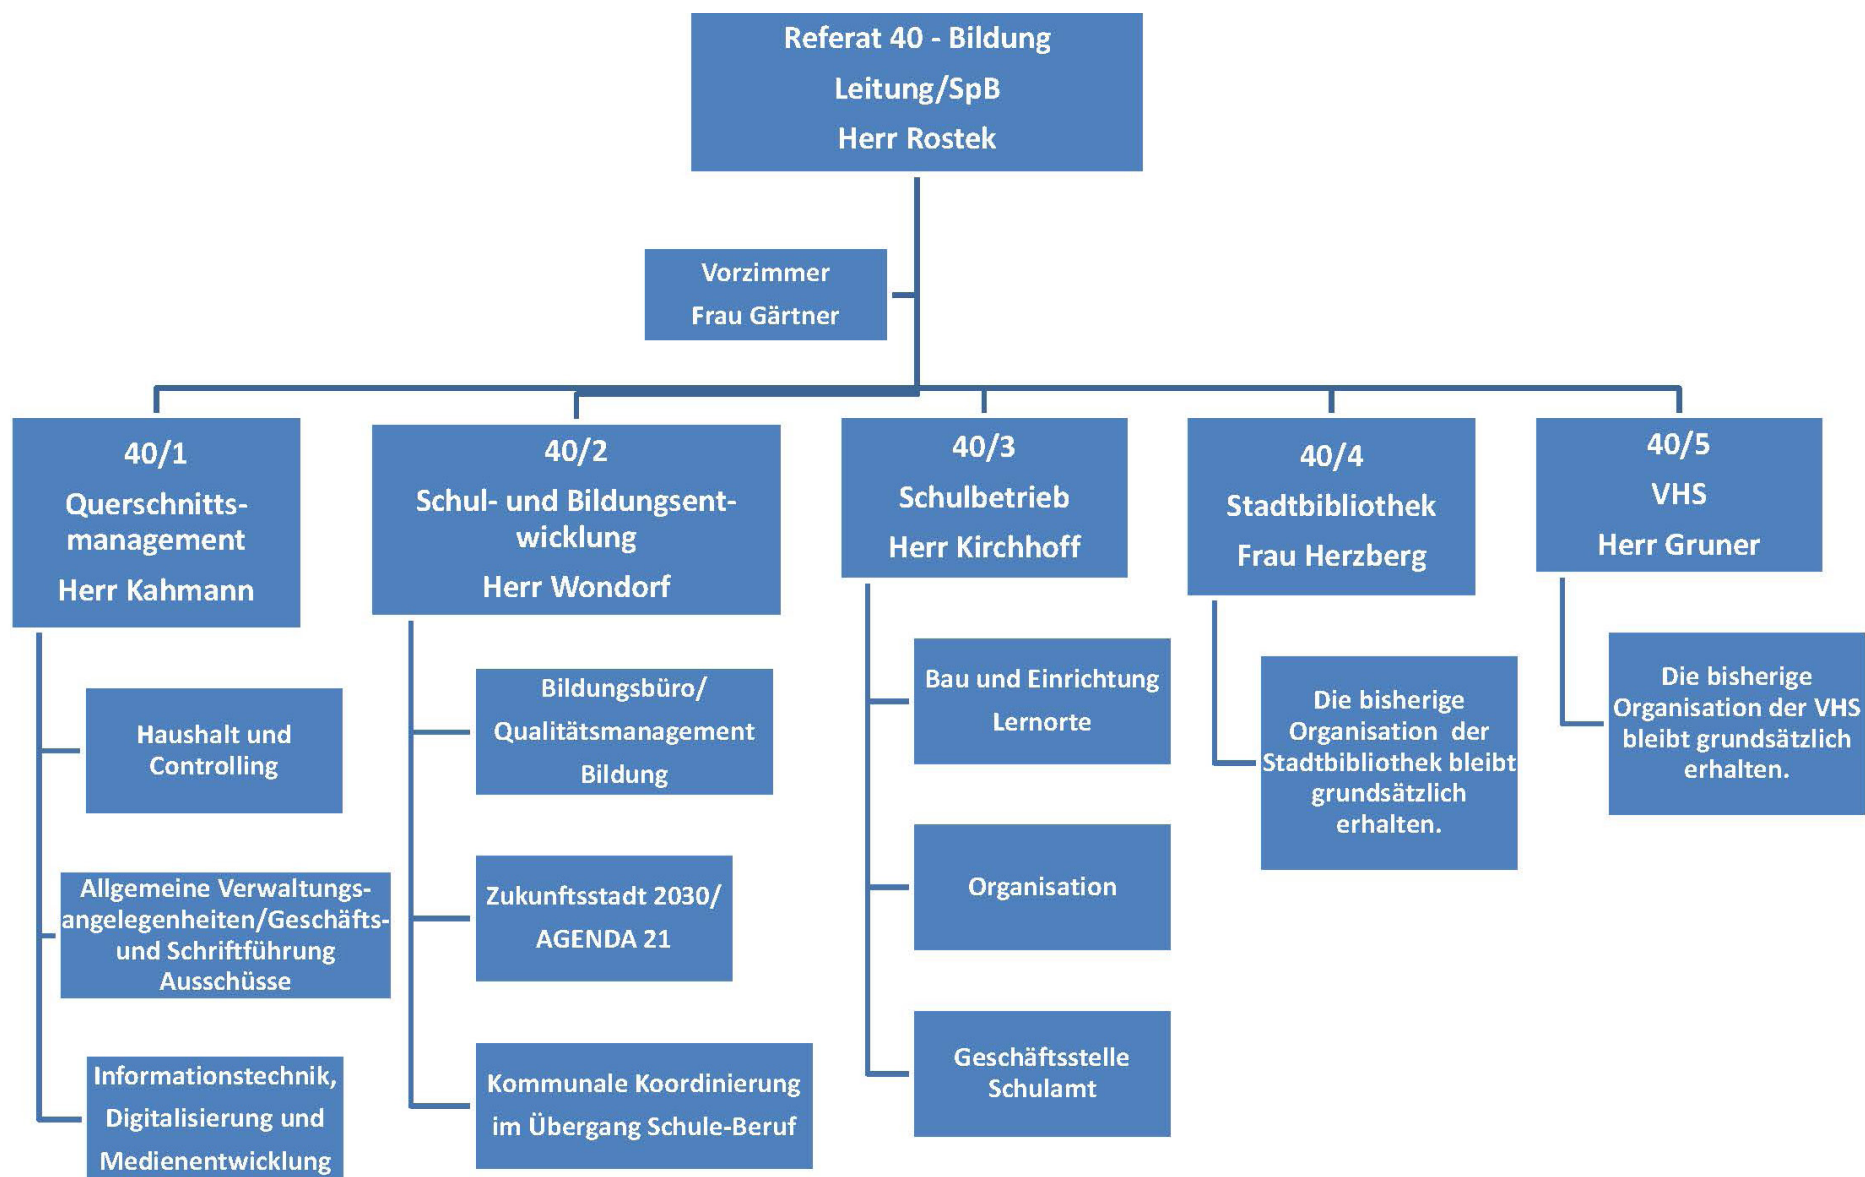 Referat 40 - Bildung
Leitung/SpB
Herr Rostek
Vorzimmer
Frau Gärtner
40/1
Querschnitts-
management
Herr Kahmann
Haushalt und
Controlling
Allgemeine Verwaltungs-
angelegenheiten/Geschäfts-
und Schriftführung
Ausschüsse
Informationstechnik,
Digitalisierung und
Medienentwicklung
40/2
Schul- und Bildungsent-
wicklung
Herr Wondorf
Bildungsbüro/
Qualitätsmanagement
Bildung
Zukunftsstadt 2030/
AGENDA 21
Kommunale Koordinierung
im Übergang Schule-Beruf
40/3
Schulbetrieb
Herr Kirchhoff
Bau und Einrichtung
Lernorte
Organisation
Geschäftsstelle
Schulamt
40/4
Stadtbibliothek
Frau Herzberg
Die bisherige
Organisation der
Stadtbibliothek bleibt
grundsätzlich
erhalten.
40/5
VHS
Herr Gruner
Die bisherige
Organisation der VHS
bleibt grundsätzlich
erhalten.